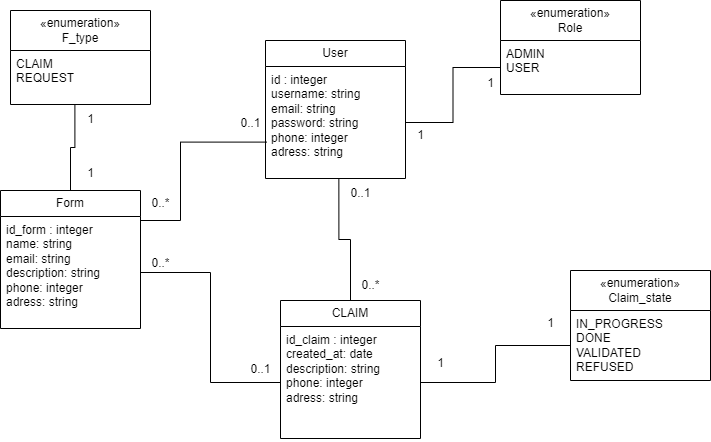 «enumeration»
F_type
CLAIM
REQUEST
1
1
User
id : integer
username: string
email: string
password: string
phone: integer
adress: string
0..1
1
0..1
«enumeration»
Role
ADMIN
USER
1
Form
id_form : integer
name: string
email: string
description: string
phone: integer
adress: string
0..*
0..*
0..*
CLAIM
id_claim : integer
created_at: date
description: string
phone: integer
adress: string
0..1
1
«enumeration»
Claim_state
IN_PROGRESS
DONE
VALIDATED
REFUSED
1